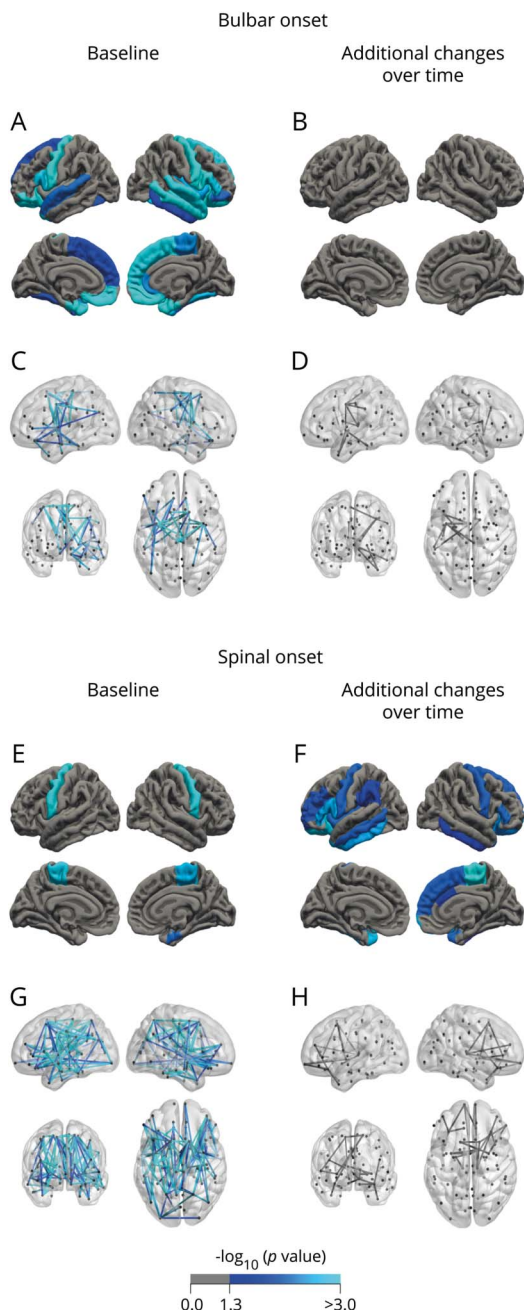 Bulbar onset
Baseline
Additional changes
over time
A
B
C
D
Spinal onset
Baseline
Additional changes
over time
E
F
G
H
-log10 (p value)
0.0 1.3 >3.0